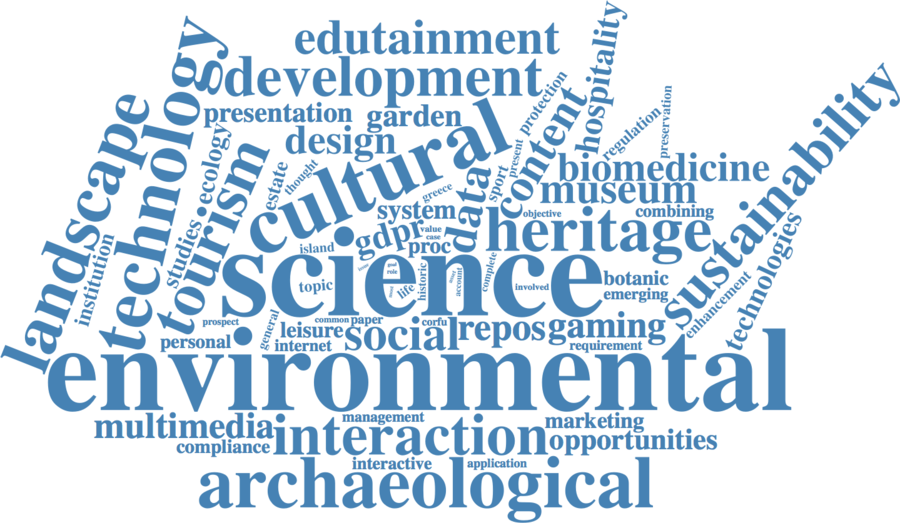 edutainment
hospitality
development
technology
protection
sustainability
presentation
garden
content
regulation
preservation
landscape
ecology
design
cultural
present
sport
biomedicine
tourism
estate
thought
data
museum
greece
system
objective
combining
studies
institution
gdpr
value
case
proc
heritage
island
science
role
historic
life
account
complete
involved
topic
botanic
emerging
technologies
enhancement
prospect
general
common
paper
corfu
personal
leisure
internet
social
repos
gaming
requirement
environmental
management
multimedia
compliance
interaction
marketing
opportunities
interactive
application
archaeological